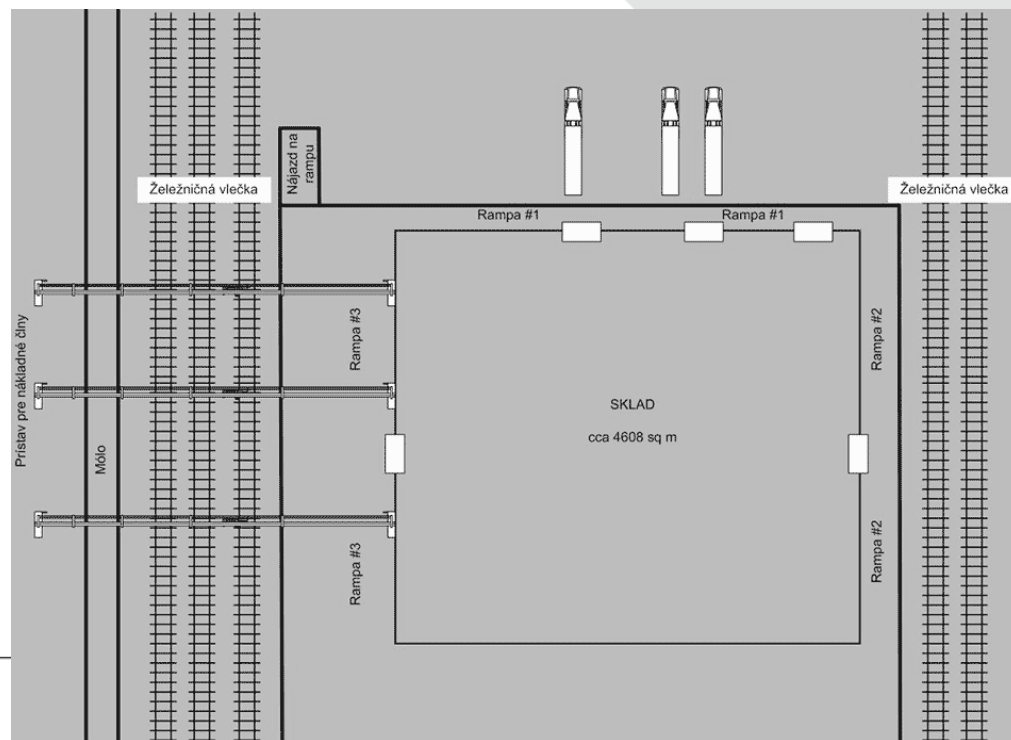 Nájazd na
rampu
Železničná vlečka
Železničná vlečka
Rampa #1
Rampa #1
Prístav pre nákladné člny
Mólo
Rampa #3
Rampa #2
SKLAD
cca 4608 sq m
Rampa #3
Rampa #2